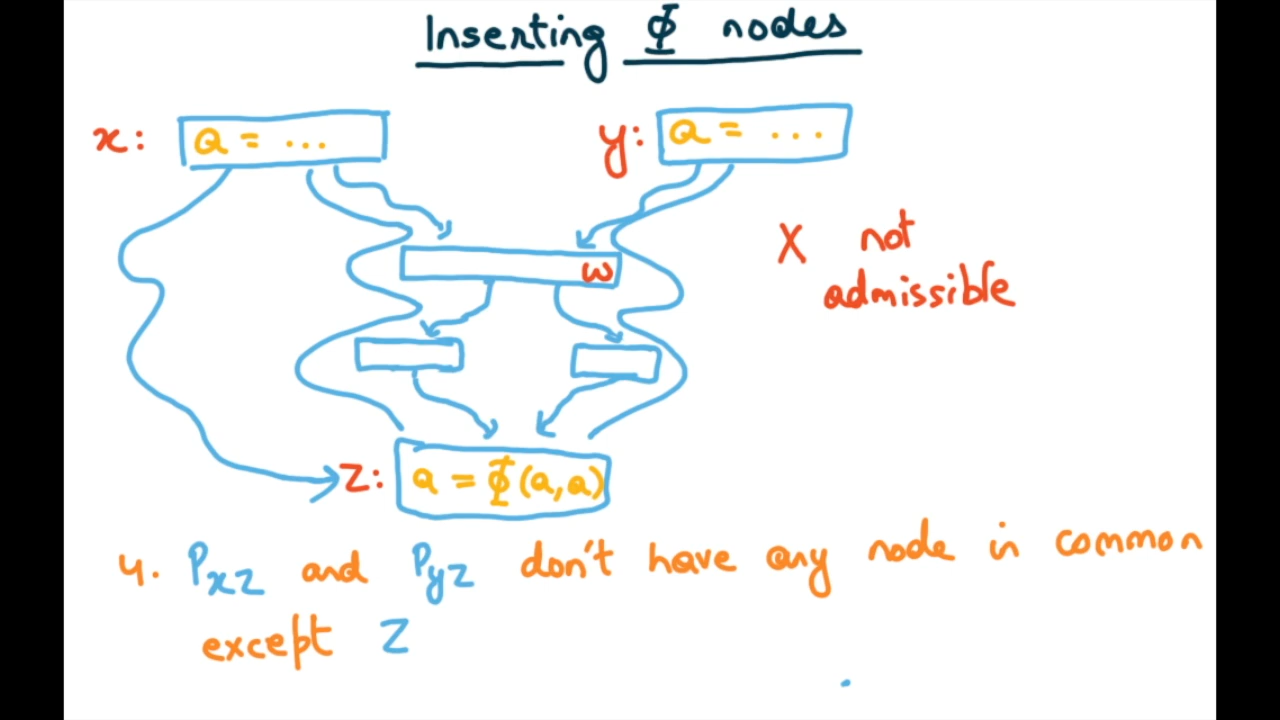 Inserting Φ nodes
x: a = ...
y: a = ...
X not
admissible
w
z: a = Φ(a,a)
4. Pxz and Pyz don't have any node in common
except Z